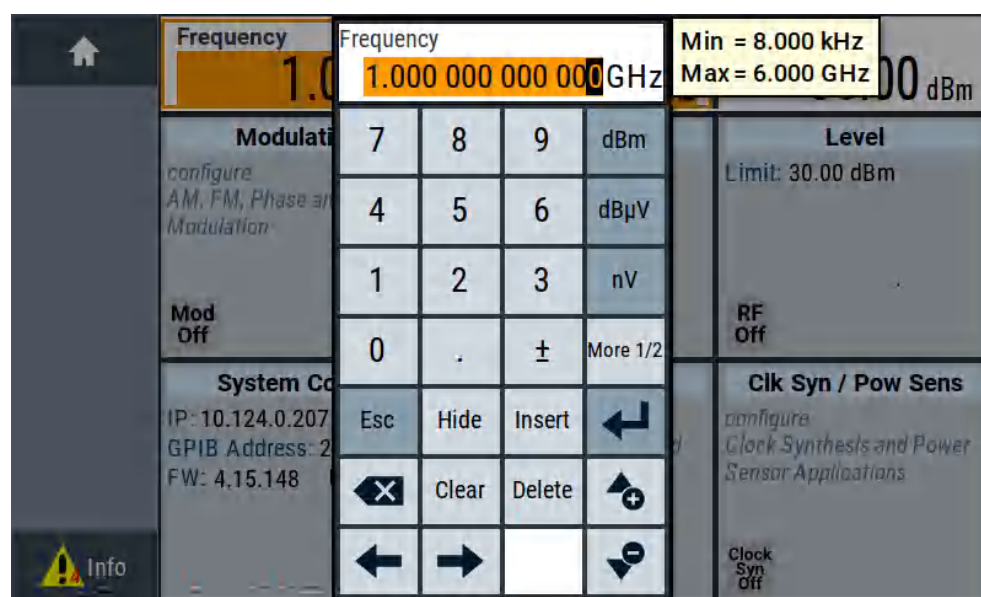 Frequency
1.0
Frequency
1.000 000 000 000 GHz
Min = 8.000 kHz
Max = 6.000 GHz
00 dBm
Modulati
configure
AM, FM, Phase an
Modulation
Mod
Off
7 8 9 dBm
4 5 6 dBµV
1 2 3 nV
0 . ± More 1/2
Esc Hide Insert
Clear Delete
Level
Limit: 30.00 dBm
RF
Off
System Co
IP: 10.124.0.207
GPIB Address: 2
FW: 4.15.148
Clk Syn / Pow Sens
configure
Clock Synthesis and Power
Sensor Applications
Clock
Syn
Off
Info